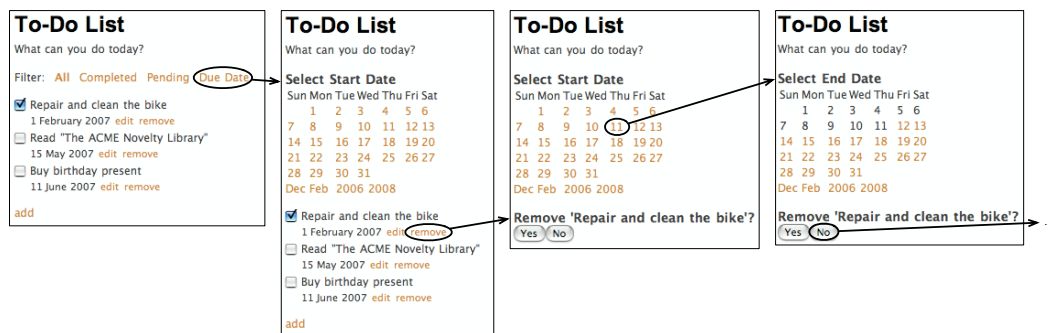 To-Do List
What can you do today?
Filter: All Completed Pending Due Date
Repair and clean the bike
1 February 2007 edit remove
Read "The ACME Novelty Library"
15 May 2007 edit remove
Buy birthday present
11 June 2007 edit remove
add
To-Do List
What can you do today?
Select Start Date
Sun Mon Tue Wed Thu Fri Sat
1 2 3 4 5 6
7 8 9 10 11 12 13
14 15 16 17 18 19 20
21 22 23 24 25 26 27
28 29 30 31
Dec Feb 2006 2008
Repair and clean the bike
1 February 2007 edit remove
Read "The ACME Novelty Library"
15 May 2007 edit remove
Buy birthday present
11 June 2007 edit remove
add
To-Do List
What can you do today?
Select Start Date
Sun Mon Tue Wed Thu Fri Sat
1 2 3 4 5 6
7 8 9 10 11 12 13
14 15 16 17 18 19 20
21 22 23 24 25 26 27
28 29 30 31
Dec Feb 2006 2008
Remove 'Repair and clean the bike'?
Yes No
To-Do List
What can you do today?
Select End Date
Sun Mon Tue Wed Thu Fri Sat
1 2 3 4 5 6
7 8 9 10 11 12 13
14 15 16 17 18 19 20
21 22 23 24 25 26 27
28 29 30 31
Dec Feb 2006 2008
Remove 'Repair and clean the bike'?
Yes No